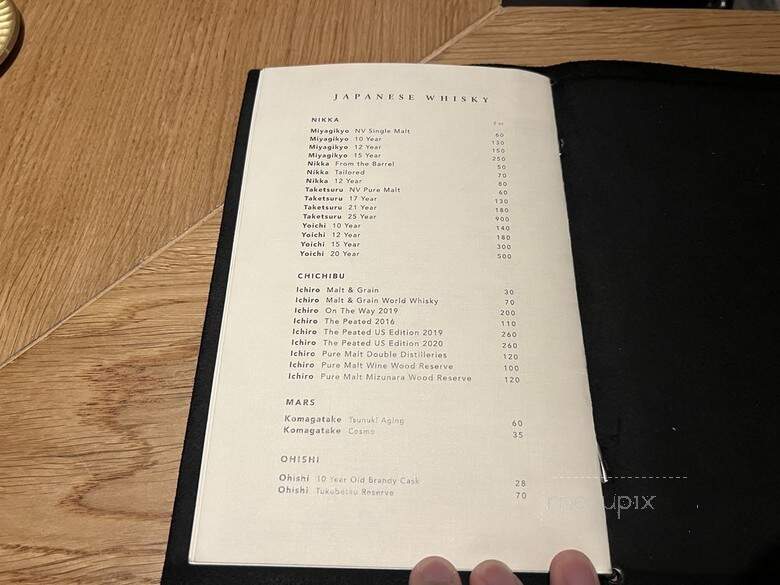 JAPANESE WHISKY
NIKKA
2 oz
Miyagikyo NV Single Malt 60
Miyagikyo 10 Year 130
Miyagikyo 12 Year 150
Miyagikyo 15 Year 250
Nikka From the Barrel 50
Nikka Tailored 70
Nikka 12 Year 80
Taketsuru NV Pure Malt 60
Taketsuru 17 Year 130
Taketsuru 21 Year 180
Taketsuru 25 Year 900
Yoichi 10 Year 140
Yoichi 12 Year 180
Yoichi 15 Year 300
Yoichi 20 Year 500
CHICHIBU
Ichiro Malt & Grain 30
Ichiro Malt & Grain World Whisky 70
Ichiro On The Way 2019 200
Ichiro The Peated 2016 110
Ichiro The Peated US Edition 2019 260
Ichiro The Peated US Edition 2020 260
Ichiro Pure Malt Double Distilleries 120
Ichiro Pure Malt Wine Wood Reserve 100
Ichiro Pure Malt Mizunara Wood Reserve 120
MARS
Komagatake Tsunuki Aging 60
Komagatake Cosmo 35
OHISHI
Ohishi 10 Year Old Brandy Cask 28
Ohishi Tokubetsu Reserve 70
menupix